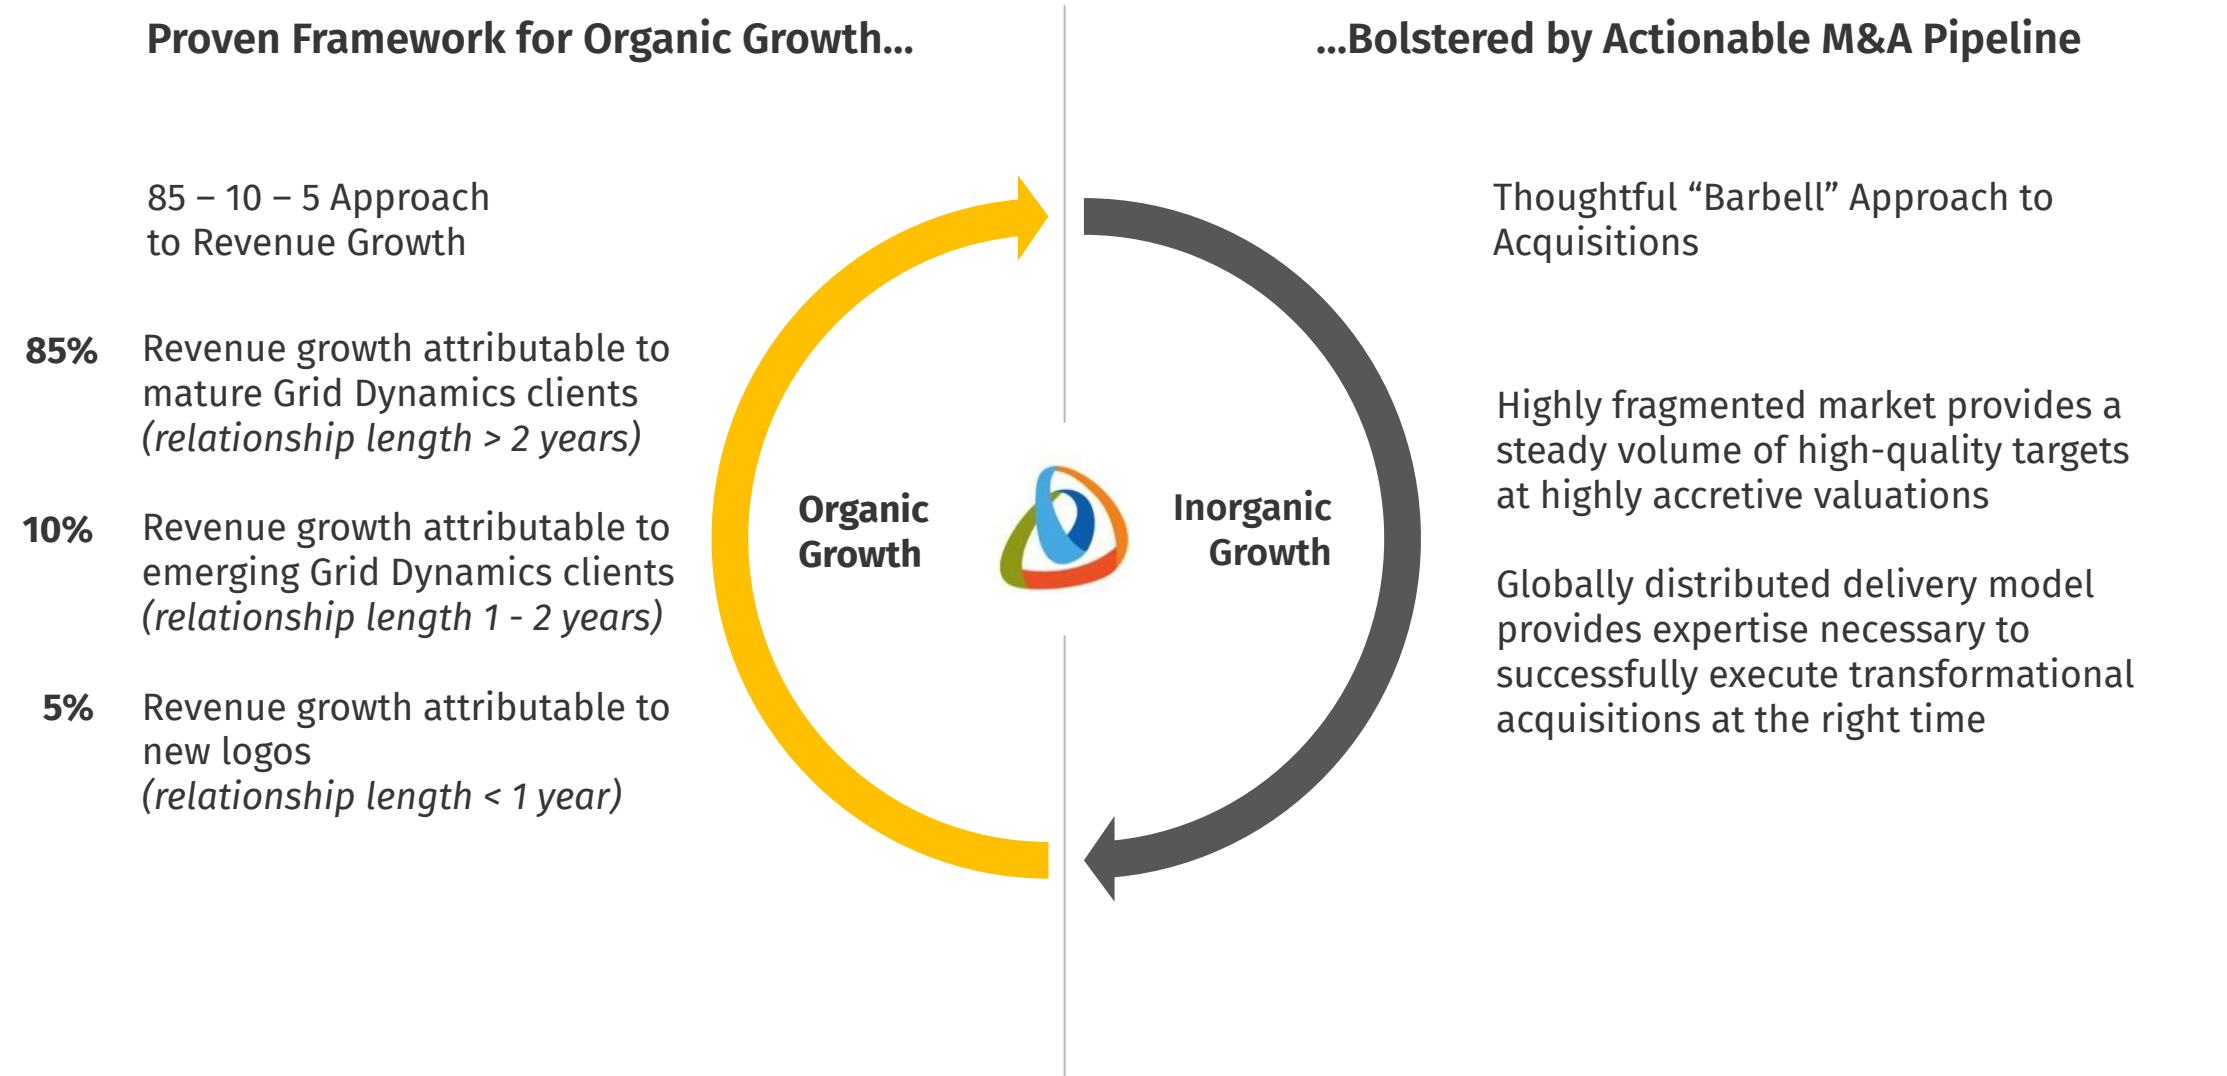 Proven Framework for Organic Growth...
85 – 10 – 5 Approach
to Revenue Growth
85%
Revenue growth attributable to
mature Grid Dynamics clients
(relationship length > 2 years)
10%
Revenue growth attributable to
emerging Grid Dynamics clients
(relationship length 1 - 2 years)
5%
Revenue growth attributable to
new logos
(relationship length < 1 year)
Organic
Growth
Inorganic
Growth
...Bolstered by Actionable M&A Pipeline
Thoughtful “Barbell” Approach to
Acquisitions
Highly fragmented market provides a
steady volume of high-quality targets
at highly accretive valuations
Globally distributed delivery model
provides expertise necessary to
successfully execute transformational
acquisitions at the right time